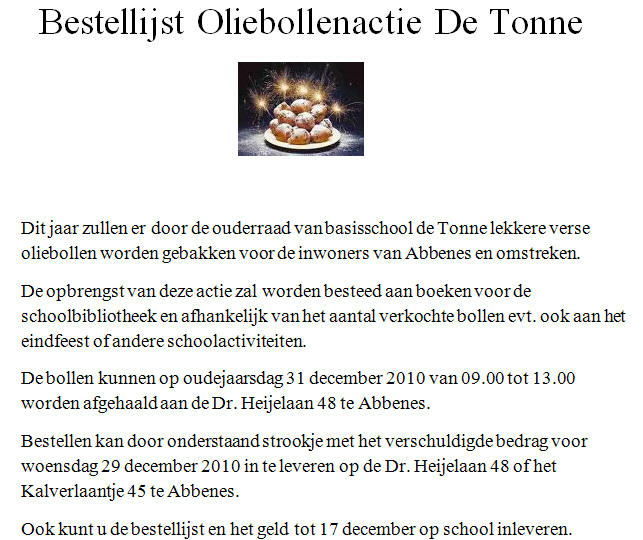 Bestellijst Oliebollenactie De Tonne
Dit jaar zullen er door de ouderraad van basisschool de Tonne lekkere verse
oliebollen worden gebakken voor de inwoners van Abbenes en omstreken.
De opbrengst van deze actie zal worden besteed aan boeken voor de
schoolbibliotheek en afhankelijk van het aantal verkochte bollen evt. ook aan het
eindfeest of andere schoolactiviteiten.
De bollen kunnen op oudejaarsdag 31 december 2010 van 09.00 tot 13.00
worden afgehaald aan de Dr. Heijelaan 48 te Abbenes.
Bestellen kan door onderstaand strookje met het verschuldigde bedrag voor
woensdag 29 december 2010 in te leveren op de Dr. Heijelaan 48 of het
Kalverlaantje 45 te Abbenes.
Ook kunt u de bestellijst en het geld tot 17 december op school inleveren.